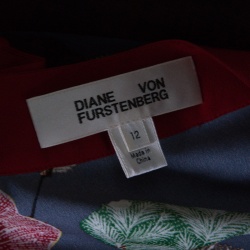 DIANE VON
FURSTENBERG
12
Made in
China